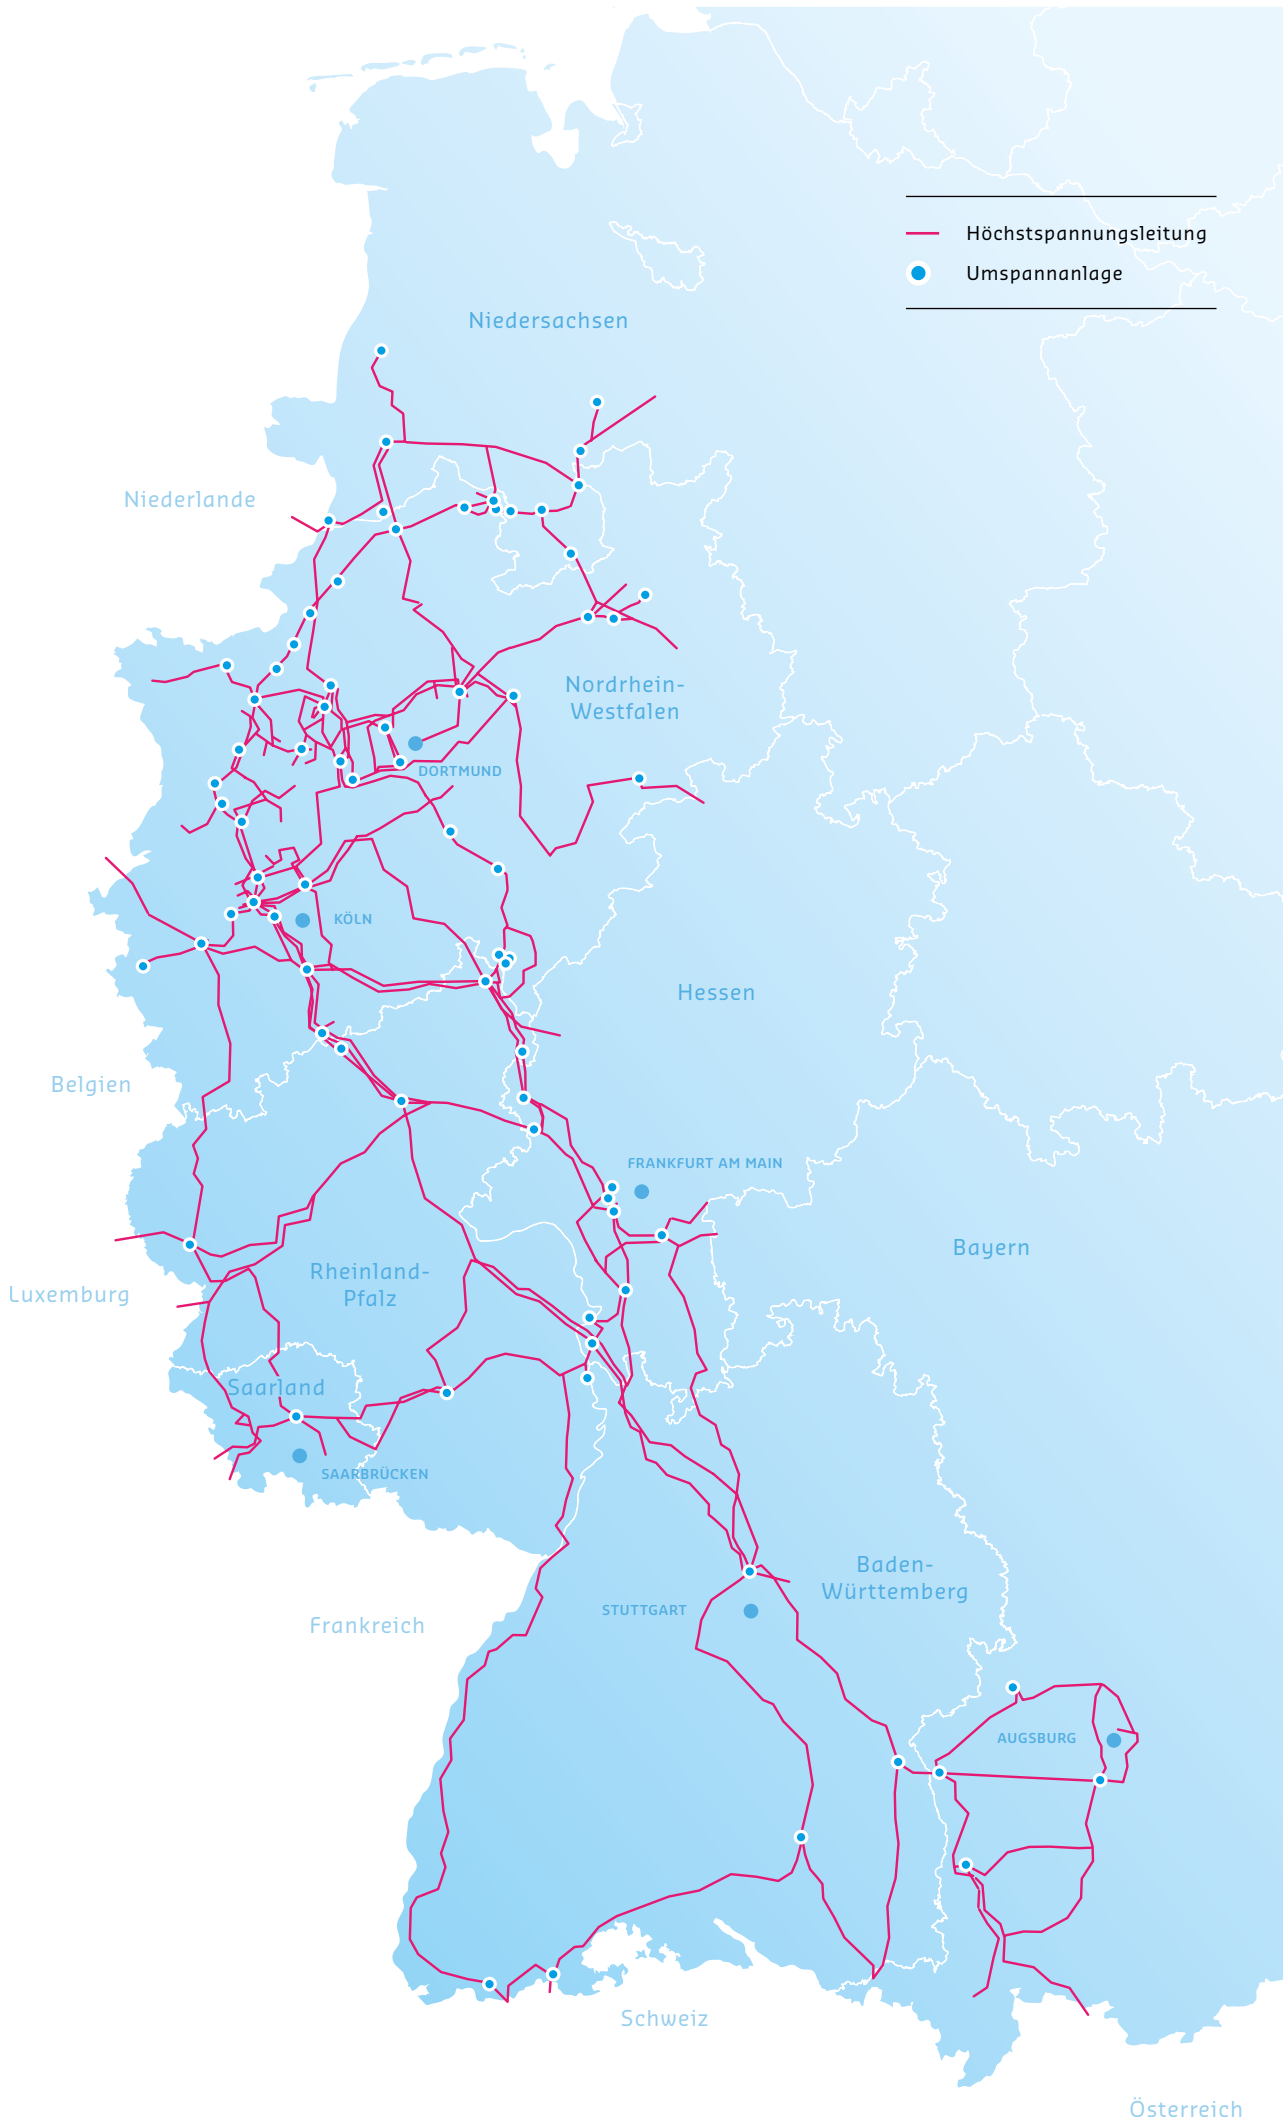 Höchstspannungsleitung
Umspannanlage
Niedersachsen
Niederlande
Nordrhein-
Westfalen
DORTMUND
KÖLN
Hessen
Belgien
FRANKFURT AM MAIN
Bayern
Rheinland-
Pfalz
Luxemburg
Saarland
SAARBRÜCKEN
Baden-
Württemberg
STUTTGART
Frankreich
AUGSBURG
Schweiz
Österreich